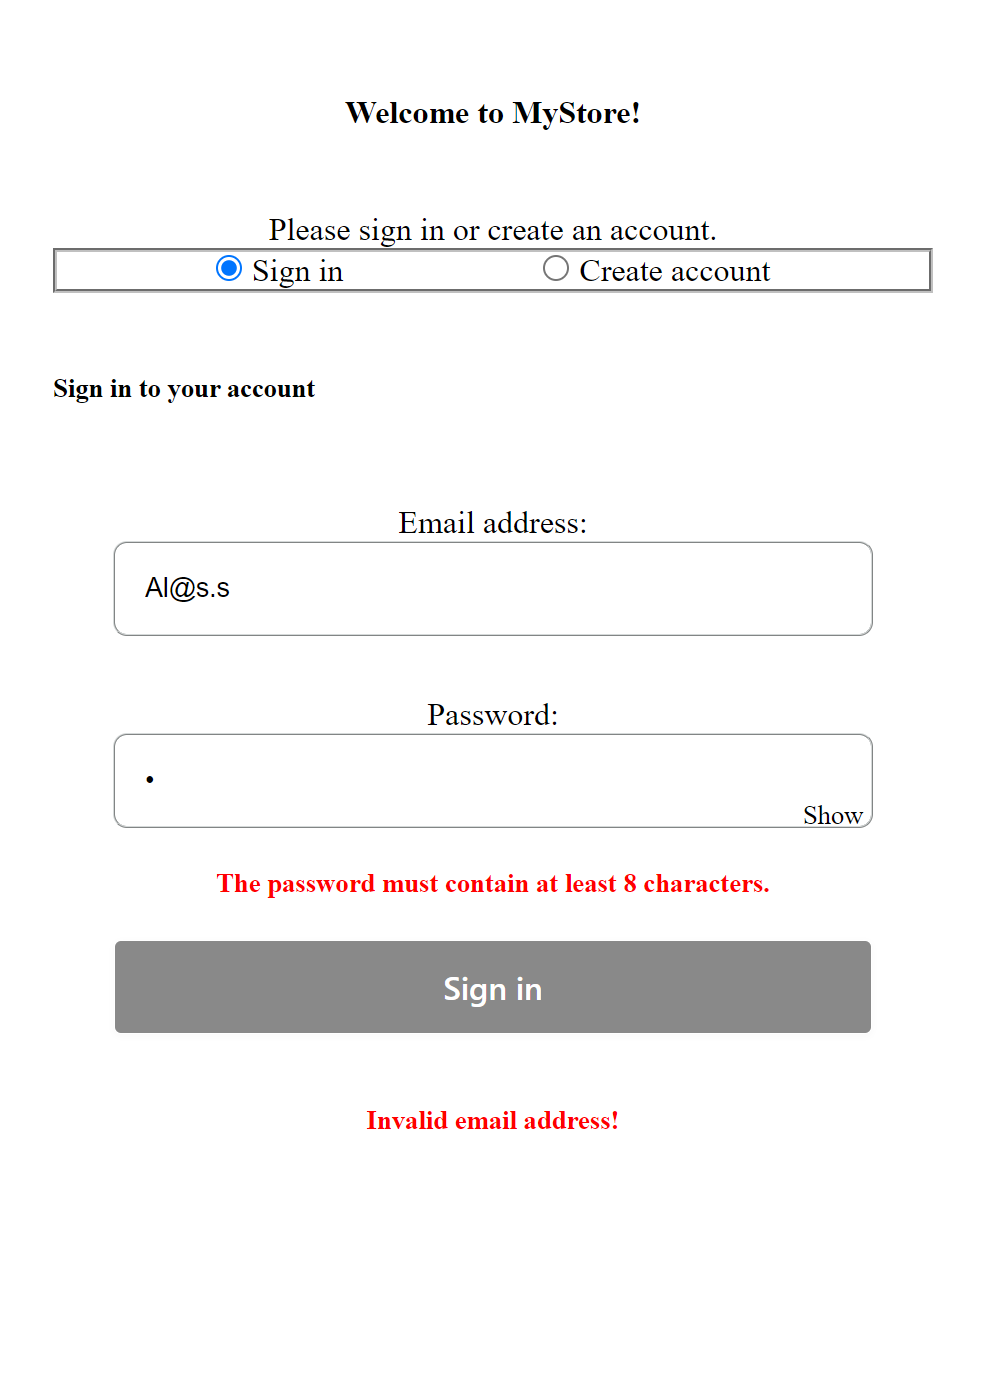 Welcome to MyStore!
Please sign in or create an account.
Sign in Create account
Sign in to your account
Email address:
Al@s.s
Password:
•
Show
The password must contain at least 8 characters.
Sign in
Invalid email address!